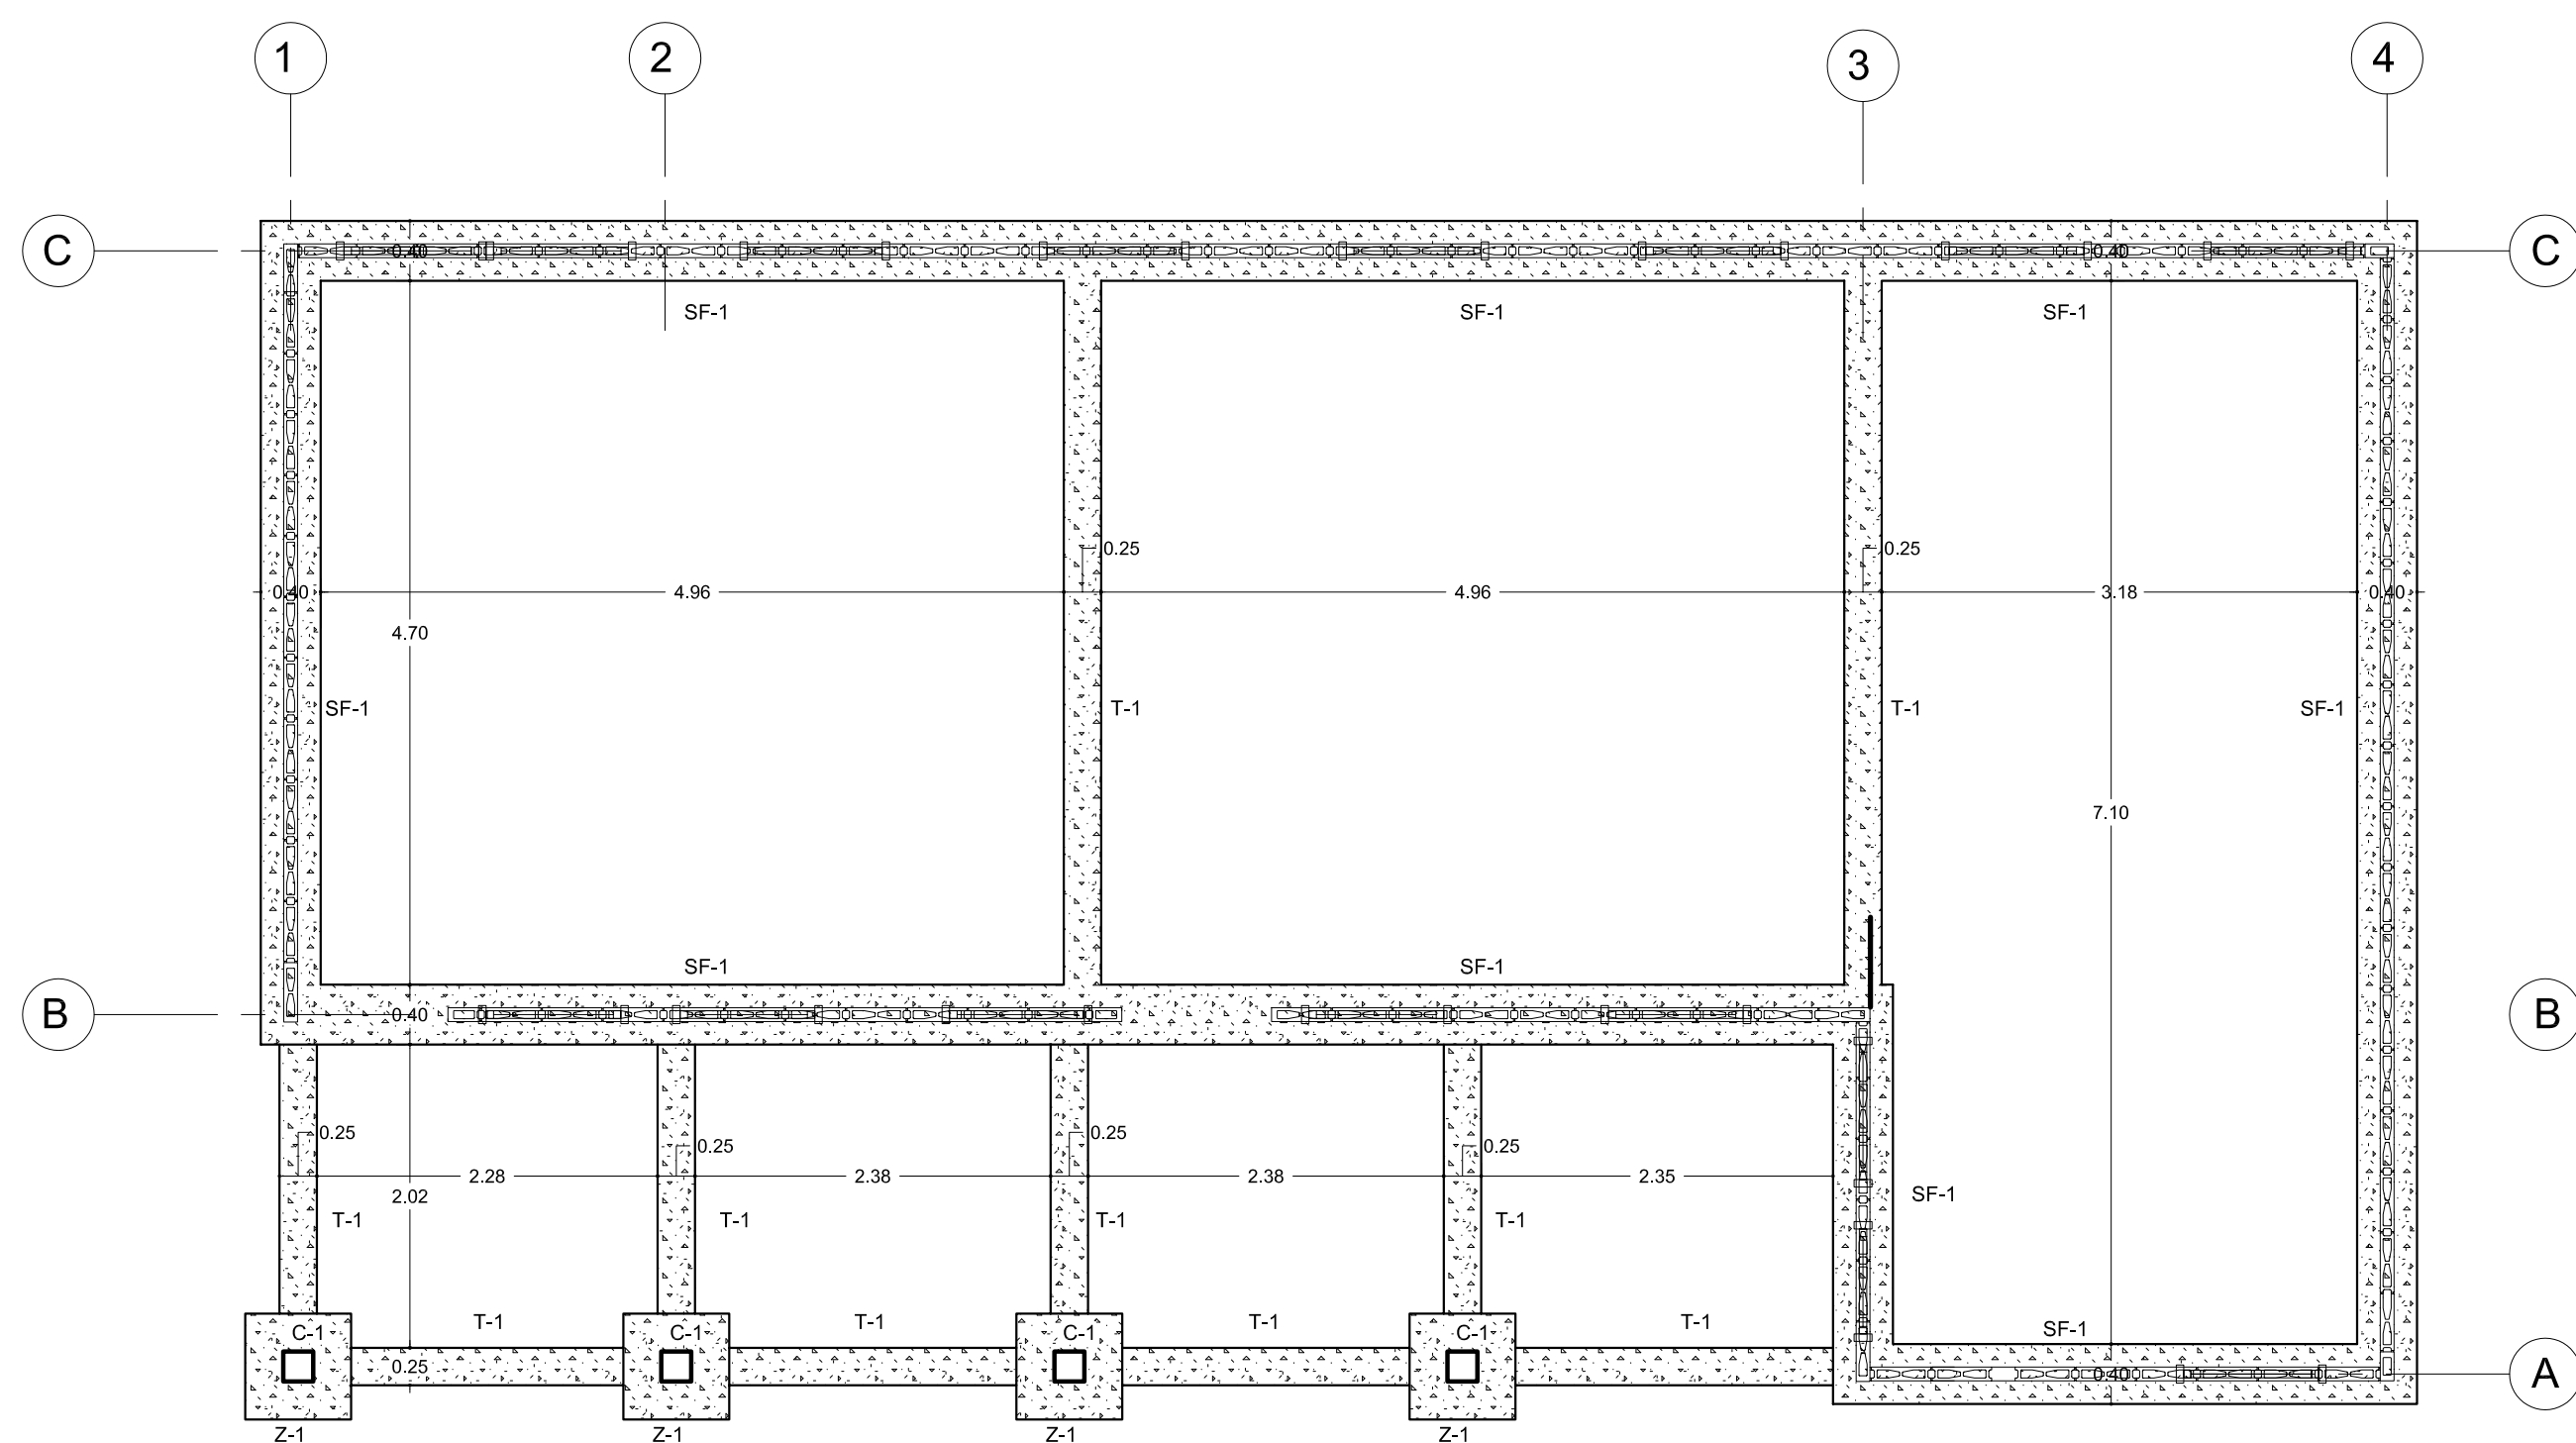 1 2 3 4
C 0.40 0.40 C
SF-1 SF-1 SF-1
0.25 0.25
0.40 4.96 4.96 3.18 0.40
4.70
SF-1 T-1 T-1 SF-1
7.10
SF-1 SF-1
B 0.40 B
0.25 0.25 0.25 0.25
2.28 2.38 2.38 2.35
2.02 SF-1
T-1 T-1 T-1 T-1
T-1 T-1 T-1 T-1 SF-1
C-1 C-1 C-1 C-1
0.25 0.40 A
Z-1 Z-1 Z-1 Z-1